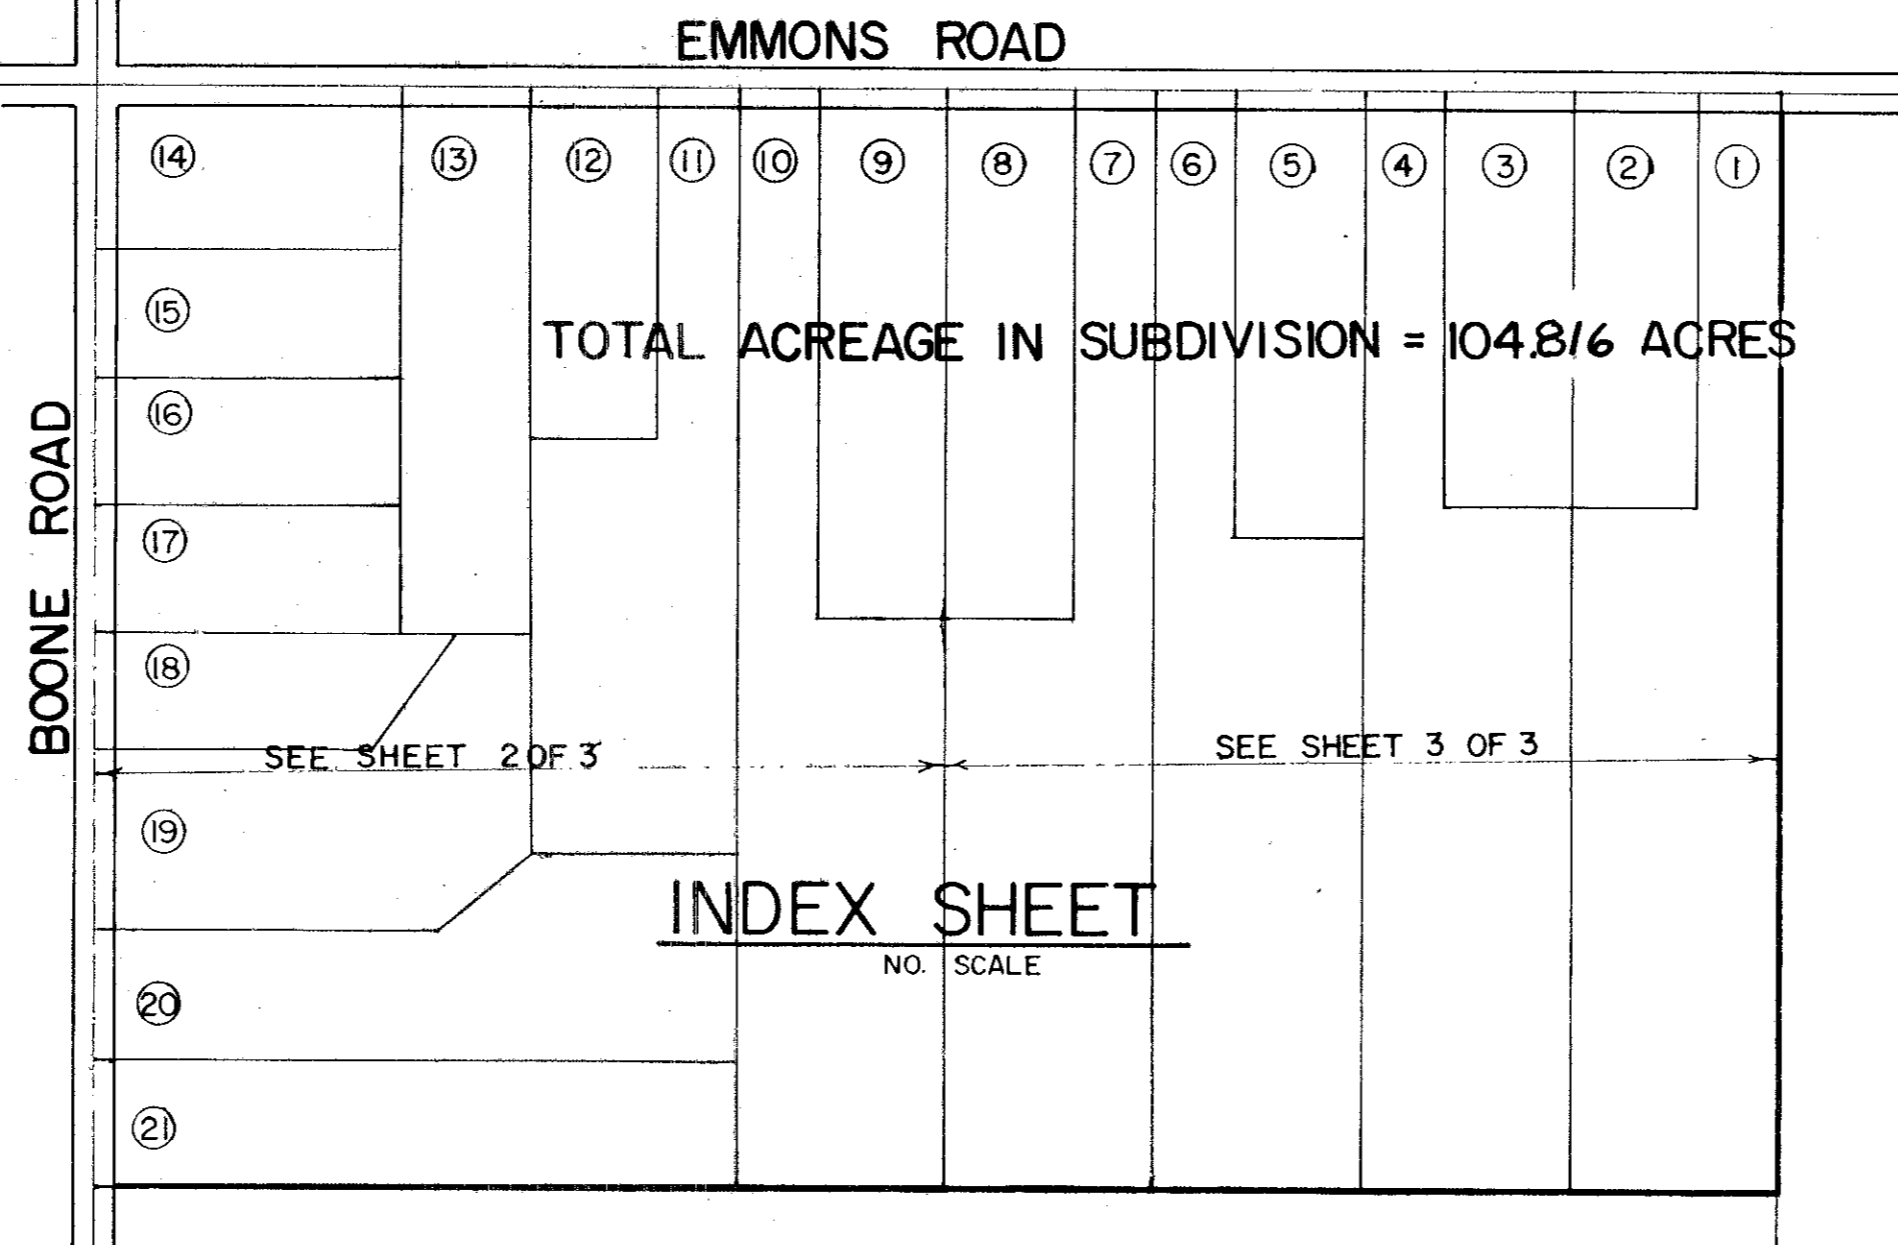 EMMONS ROAD
14 13 12 11 10 9 8 7 6 5 4 3 2 1
15
TOTAL ACREAGE IN SUBDIVISION = 104.816 ACRES
16
BOONE ROAD
17
18
SEE SHEET 2 OF 3
SEE SHEET 3 OF 3
19
INDEX SHEET
NO. SCALE
20
21